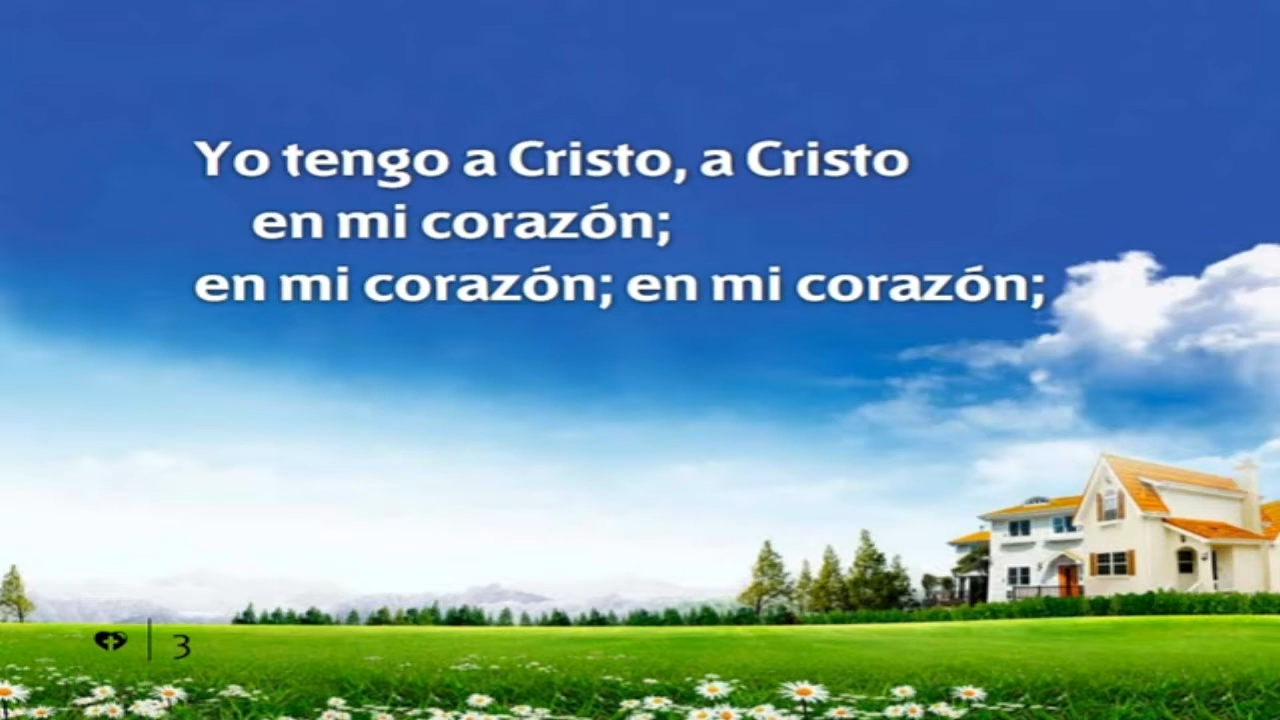 Yo tengo a Cristo, a Cristo
en mi corazón;
en mi corazón; en mi corazón;
3